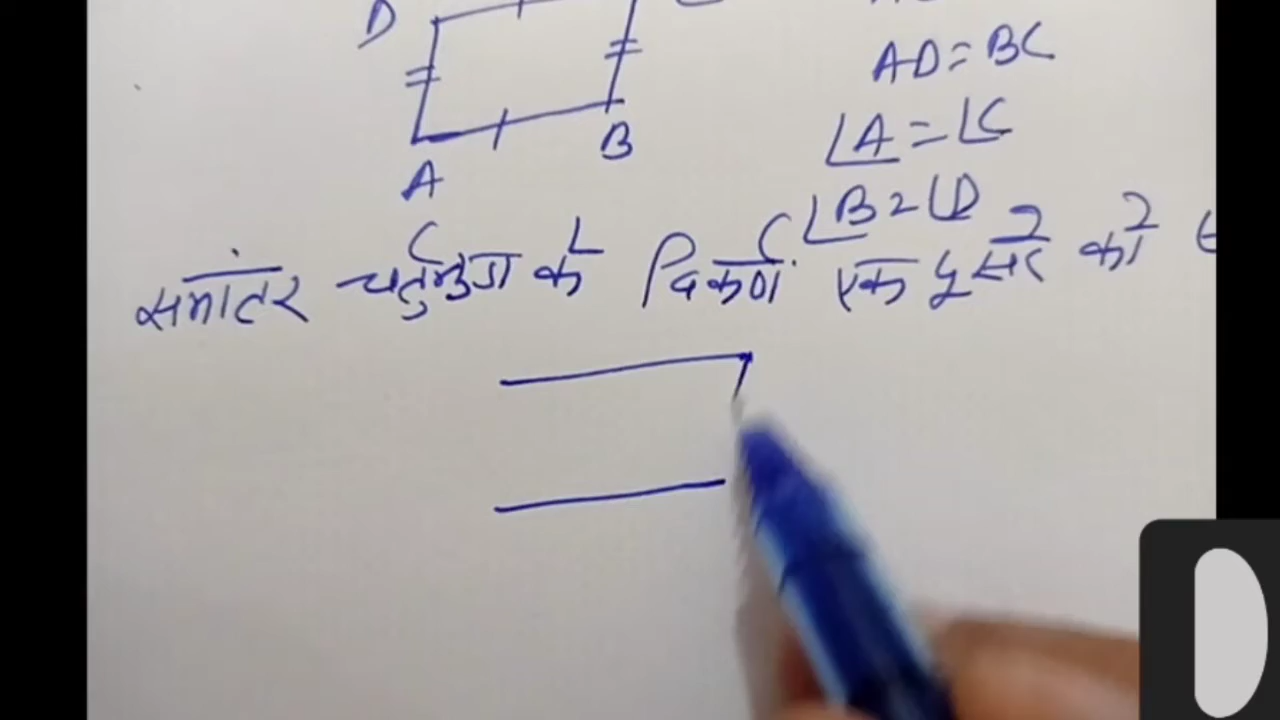 D
AD = BC
∠A = ∠C
B
A
∠B = ∠D
समांतर चतुर्भुज के विकर्ण एक दूसरे को